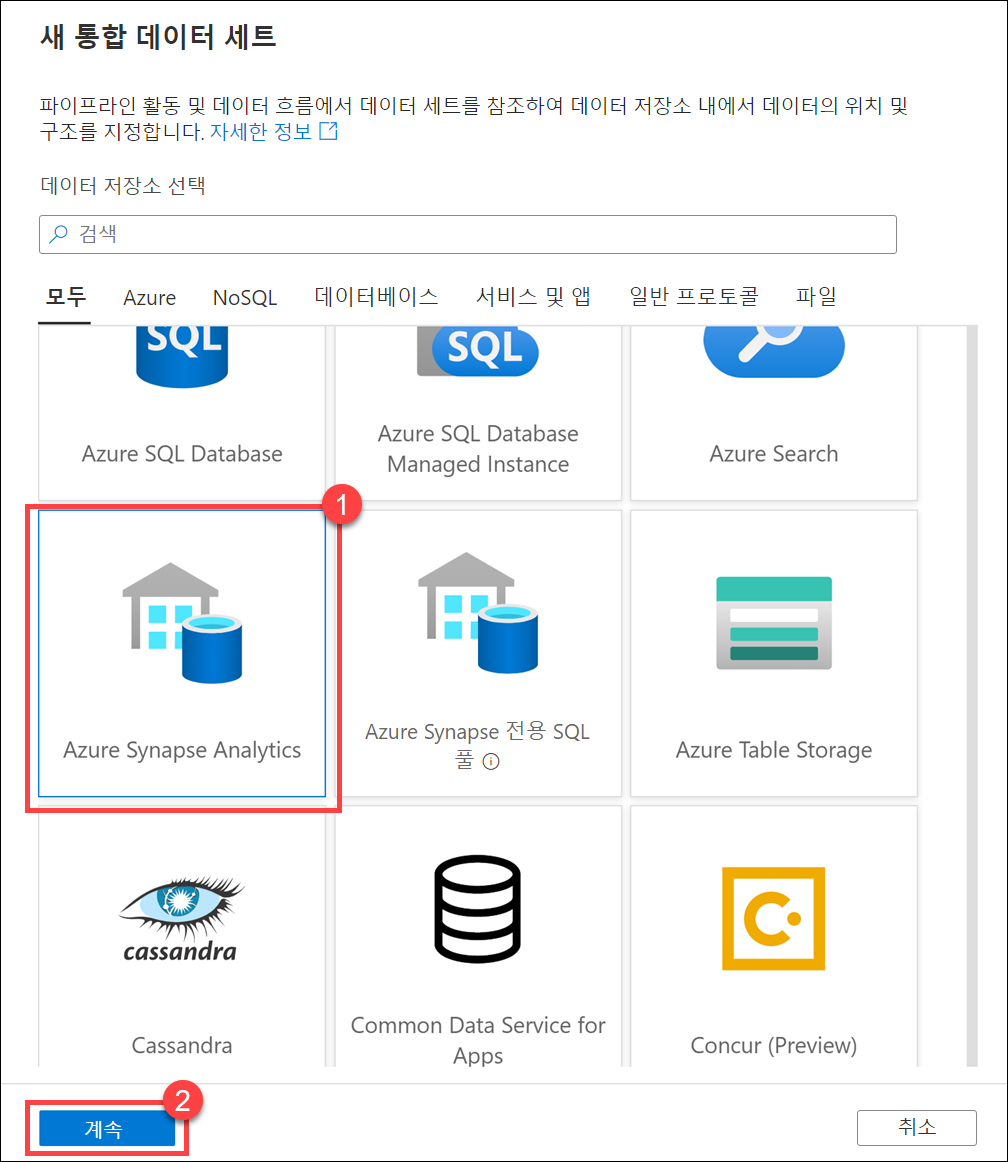 새 통합 데이터 세트
파이프라인 활동 및 데이터 흐름에서 데이터 세트를 참조하여 데이터 저장소 내에서 데이터의 위치 및
구조를 지정합니다. 자세한 정보
데이터 저장소 선택
검색
모두 Azure NoSQL 데이터베이스 서비스 및 앱 일반 프로토콜 파일
SQL
SQL
Azure SQL Database
Azure SQL Database
Managed Instance
Azure Search
1
Azure Synapse Analytics
Azure Synapse 전용 SQL
풀
Azure Table Storage
cassandra
Cassandra
Common Data Service for
Apps
C
Concur (Preview)
2
계속
취소